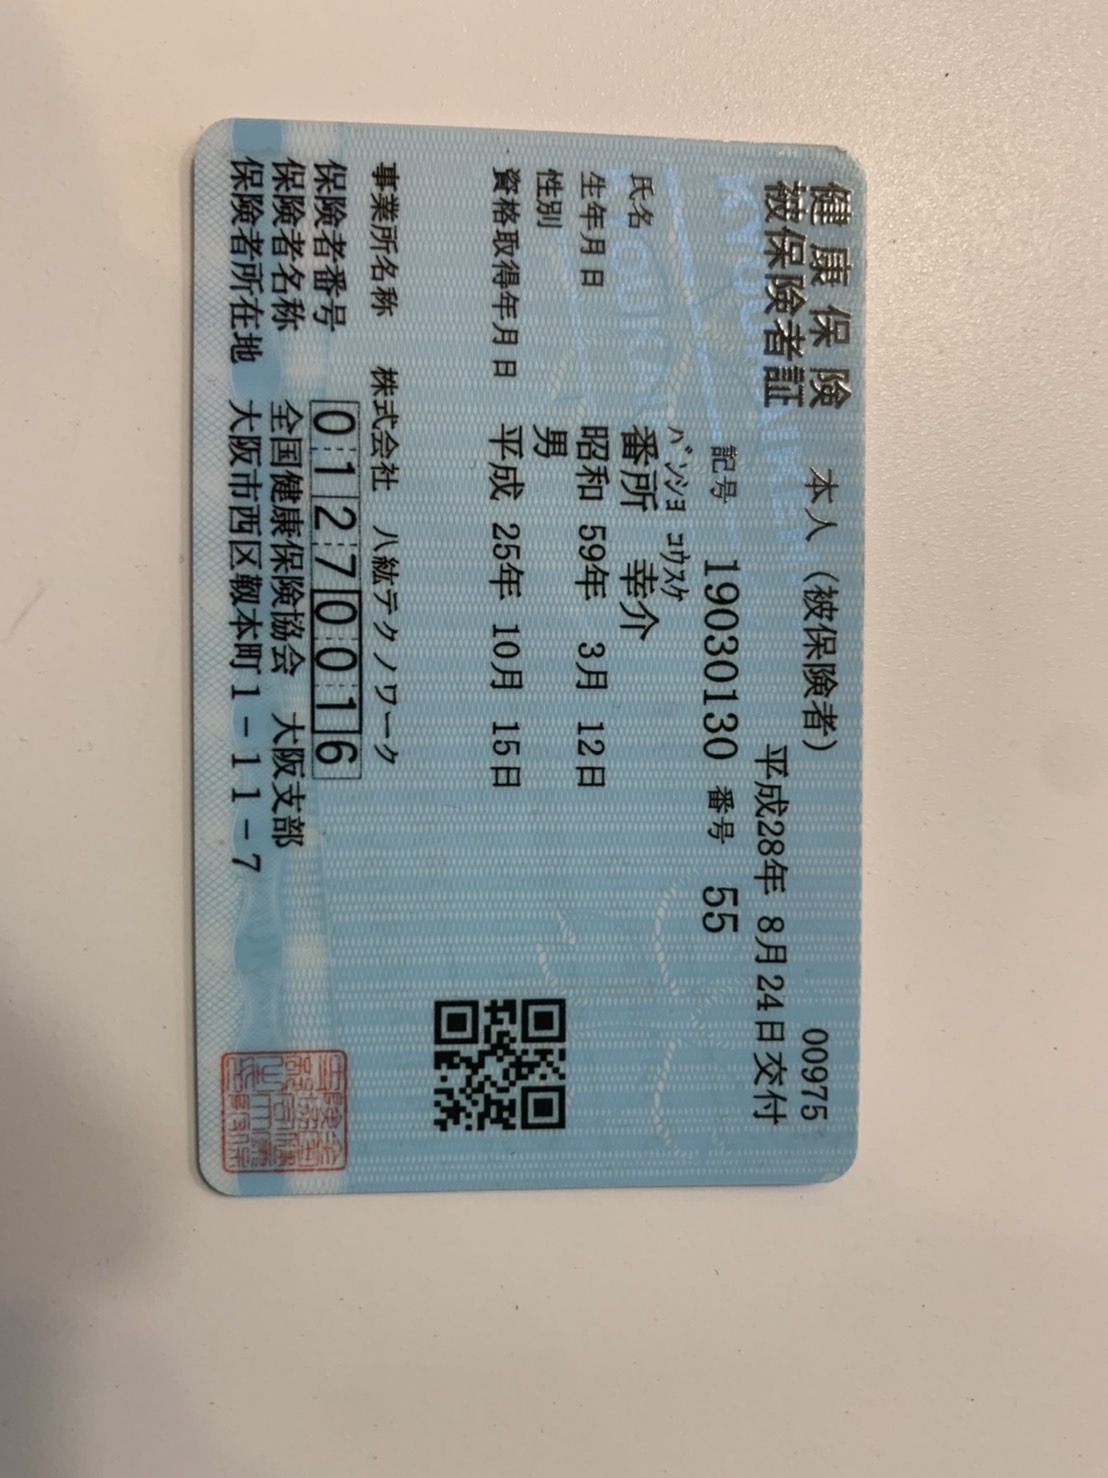 健康保険
被保険者証
本人（被保険者）
00975
平成28年 8月24日交付
記号 19030130 番号 55
ﾊﾞﾝｼｮ ｺｳｽｹ
氏名 番所 幸介
生年月日 昭和 59年 3月 12日
性別 男
資格取得年月日 平成 25年 10月 15日
事業所名称 株式会社 八紘テクノワーク
保険者番号 01270016
保険者名称 全国健康保険協会 大阪支部
保険者所在地 大阪市西区靱本町1-11-7